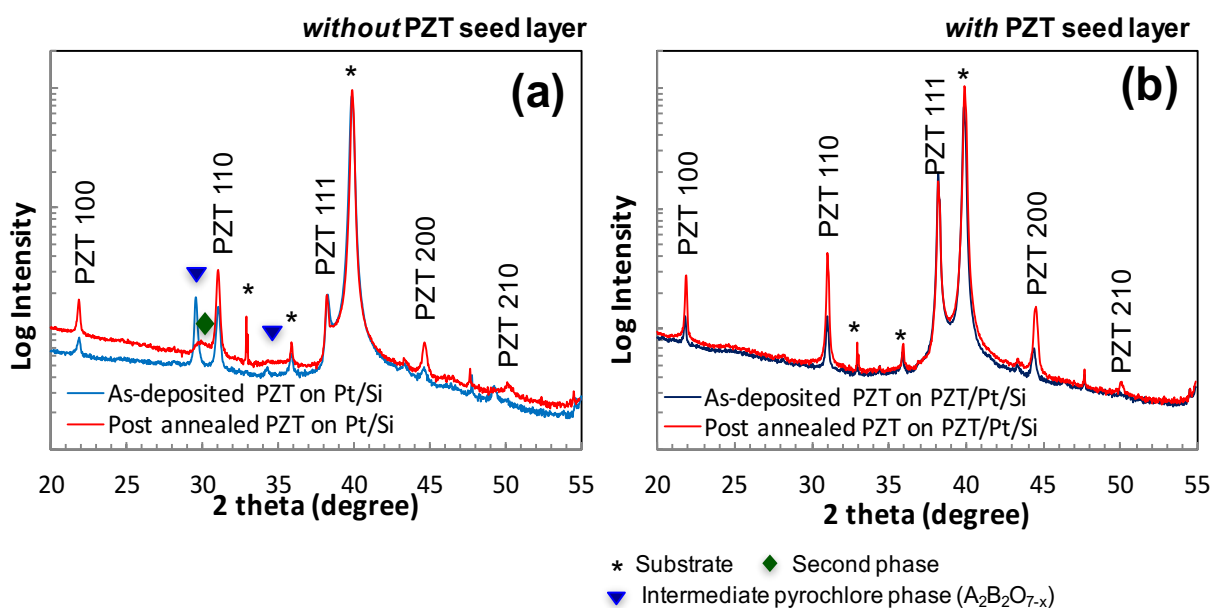 without PZT seed layer
(a)
*
PZT 100
PZT 110
*
*
PZT 111
PZT 200
PZT 210
Log Intensity
As-deposited PZT on Pt/Si
Post annealed PZT on Pt/Si
20 25 30 35 40 45 50 55
2 theta (degree)
with PZT seed layer
(b)
*
PZT 100
PZT 110
*
*
PZT 111
PZT 200
PZT 210
Log Intensity
As-deposited PZT on PZT/Pt/Si
Post annealed PZT on PZT/Pt/Si
20 25 30 35 40 45 50 55
2 theta (degree)
* Substrate ◆ Second phase
▼ Intermediate pyrochlore phase (A₂B₂O₇₋ₓ)